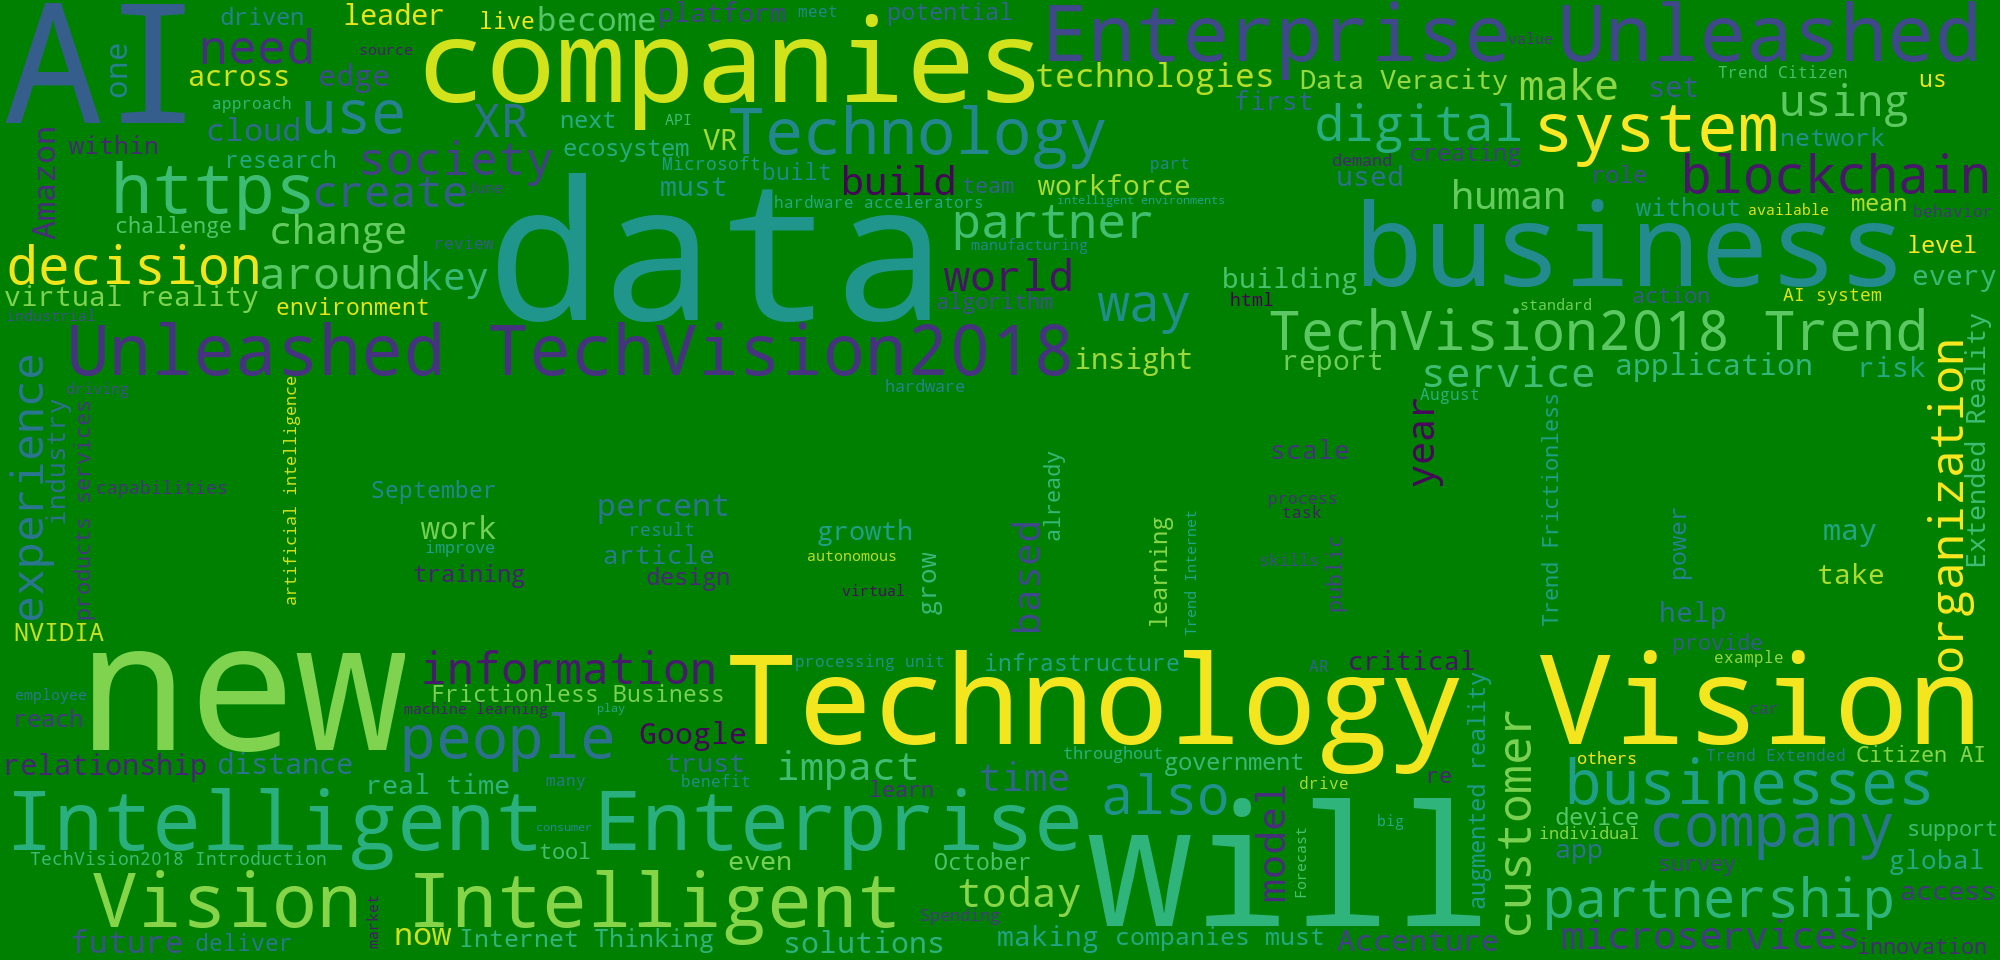 AI
driven
one
leader
live
become
platform
meet
potential
need
source
companies
Enterprise Unleashed
value
across
edge
technologies
Data Veracity
make
set
Trend Citizen
us
approach
use
XR
next
API
VR
Technology
first
digital
system
using
cloud
within
Amazon
research
society
ecosystem
Microsoft
built
part
demand
creating
network
https
create
must
build
team
workforce
used
role
blockchain
hardware accelerators
intelligent environments
human
without
available
mean
behavior
challenge
change
review
data
partner
manufacturing
business
level
decision
around
key
world
way
building
every
virtual reality
environment
algorithm
html
standard
action
AI system
industrial
Unleashed TechVision2018
insight
TechVision2018 Trend
report
service
application
risk
driving
hardware
August
experience
industry
products services
artificial intelligence
capabilities
September
percent
work
result
improve
article
training
design
growth
autonomous
virtual
grow
based
already
learning
Trend Internet
scale
process
task
skills
public
year
Trend Frictionless
power
may
take
help
provide
organization
Extended Reality
NVIDIA
new
information
Technology Vision
processing unit
infrastructure
AR
critical
example
employee
reach
Frictionless Business
machine learning
play
people
Google
car
relationship
distance
trust
impact
throughout
government
re
augmented reality
others
Trend Extended
Citizen AI
real time
many
benefit
learn
time
drive
businesses
Intelligent Enterprise
consumer
also
will
model
Forecast
big
customer
device
individual
company
support
TechVision2018 Introduction
tool
even
October
app
survey
global
Vision Intelligent
today
Spending
partnership
access
future
deliver
market
now
Internet Thinking
solutions
making
companies must
Accenture
microservices
innovation